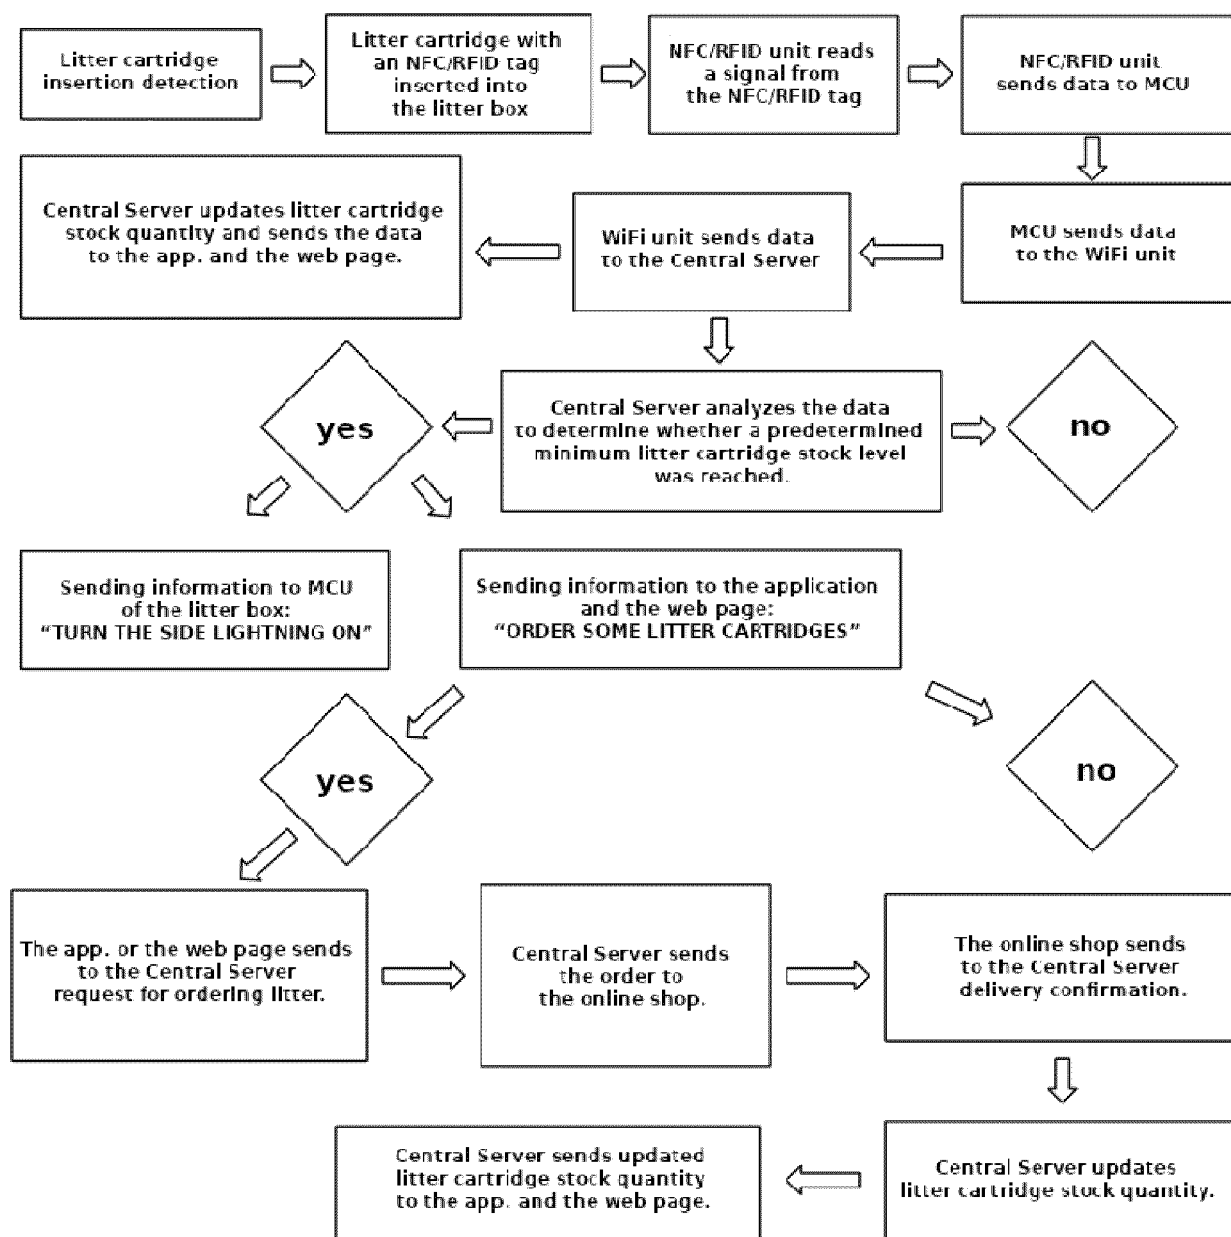 Litter cartridge
insertion detection
Litter cartridge with
an NFC/RFID tag
inserted into
the litter box
NFC/RFID unit reads
a signal from
the NFC/RFID tag
NFC/RFID unit
sends data to MCU
Central Server updates litter cartridge
stock quantity and sends the data
to the app. and the web page.
WiFi unit sends data
to the Central Server
MCU sends data
to the WiFi unit
yes
Central Server analyzes the data
to determine whether a predetermined
minimum litter cartridge stock level
was reached.
no
Sending information to MCU
of the litter box:
“TURN THE SIDE LIGHTNING ON”
Sending information to the application
and the web page:
“ORDER SOME LITTER CARTRIDGES”
yes
no
The app. or the web page sends
to the Central Server
request for ordering litter.
Central Server sends
the order to
the online shop.
The online shop sends
to the Central Server
delivery confirmation.
Central Server sends updated
litter cartridge stock quantity
to the app. and the web page.
Central Server updates
litter cartridge stock quantity.